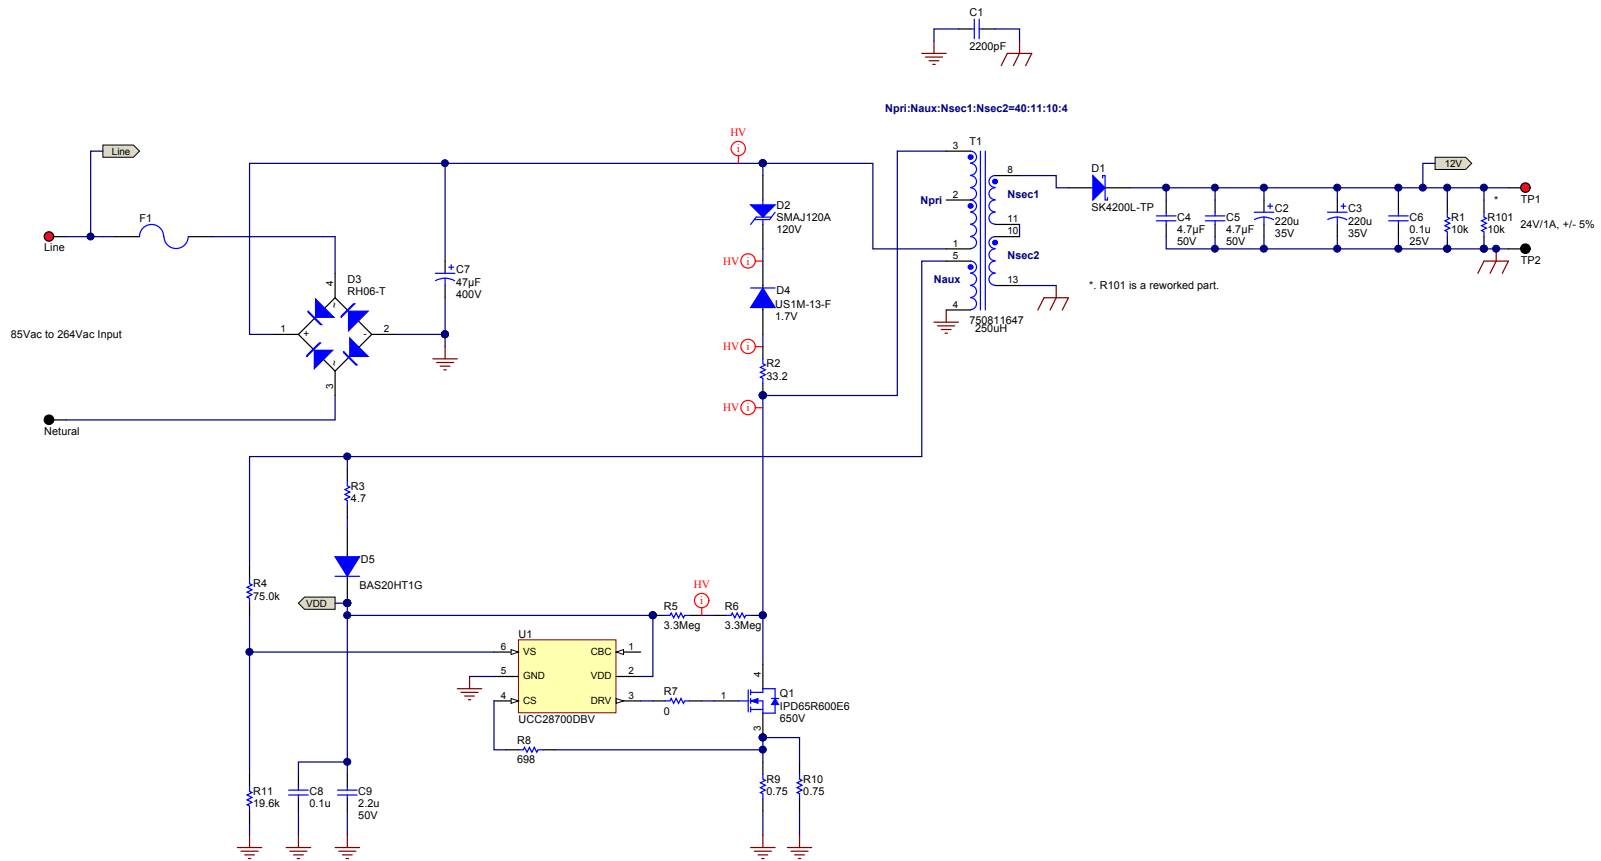 C1
2200pF
Npri:Naux:Nsec1:Nsec2=40:11:10:4
HV
i
Line
F1
Line
T1
3
8
D1
SK4200L-TP
12V
Npri
2
Nsec1
11
10
Nsec2
1
5
Naux
13
4
750811647
250uH
C4
4.7µF
50V
C5
4.7µF
50V
+
C2
220u
35V
+
C3
220u
35V
C6
0.1u
25V
R1
10k
*
R101
10k
TP1
24V/1A, +/- 5%
TP2
*. R101 is a reworked part.
D2
SMAJ120A
120V
HV
i
D4
US1M-13-F
1.7V
HV
i
R2
33.2
HV
i
D3
RH06-T
4
~
1
+
-
2
~
3
+
C7
47µF
400V
85Vac to 264Vac Input
Netural
R3
4.7
D5
BAS20HT1G
R4
75.0k
VDD
R5
3.3Meg
HV
i
R6
3.3Meg
U1
6
VS
CBC
1
5
GND
VDD
2
4
CS
DRV
3
UCC28700DBV
R7
0
1
4
Q1
IPD65R600E6
650V
3
R8
698
R9
0.75
R10
0.75
R11
19.6k
C8
0.1u
C9
2.2u
50V